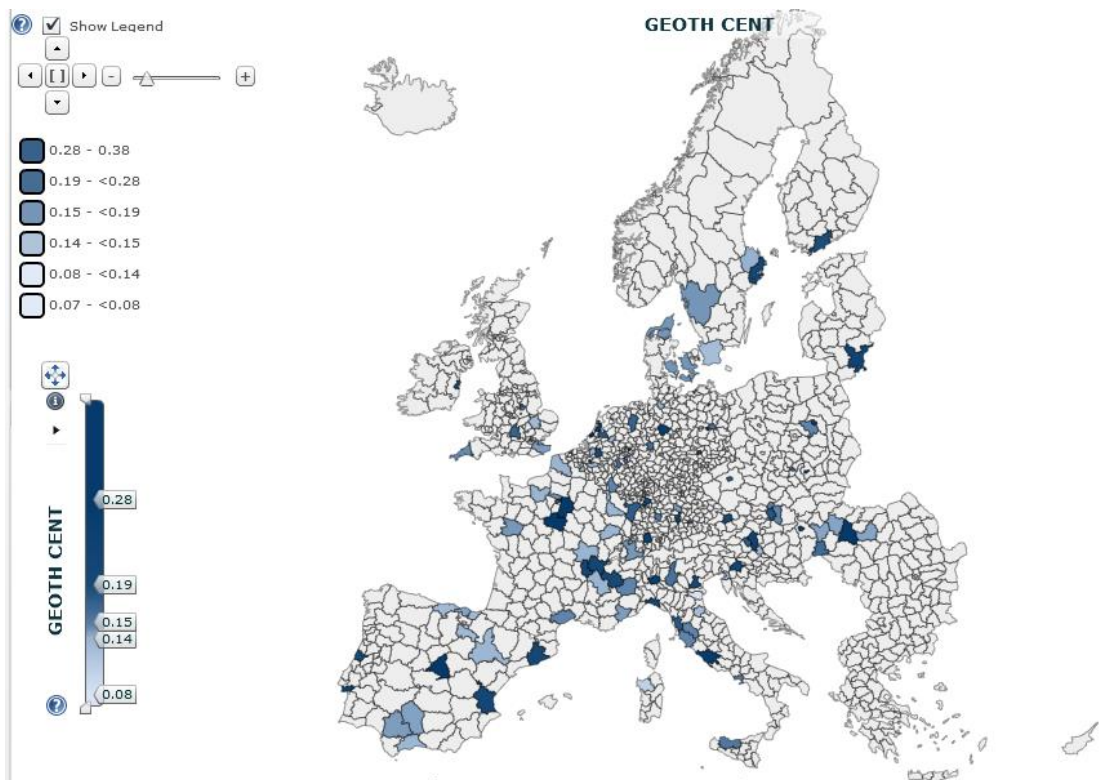 GEOTH CENT
? Show Legend
[ ] - +
0.28 - 0.38
0.19 - <0.28
0.15 - <0.19
0.14 - <0.15
0.08 - <0.14
0.07 - <0.08
i
GEOTH CENT
0.28
0.19
0.15
0.14
0.08
?